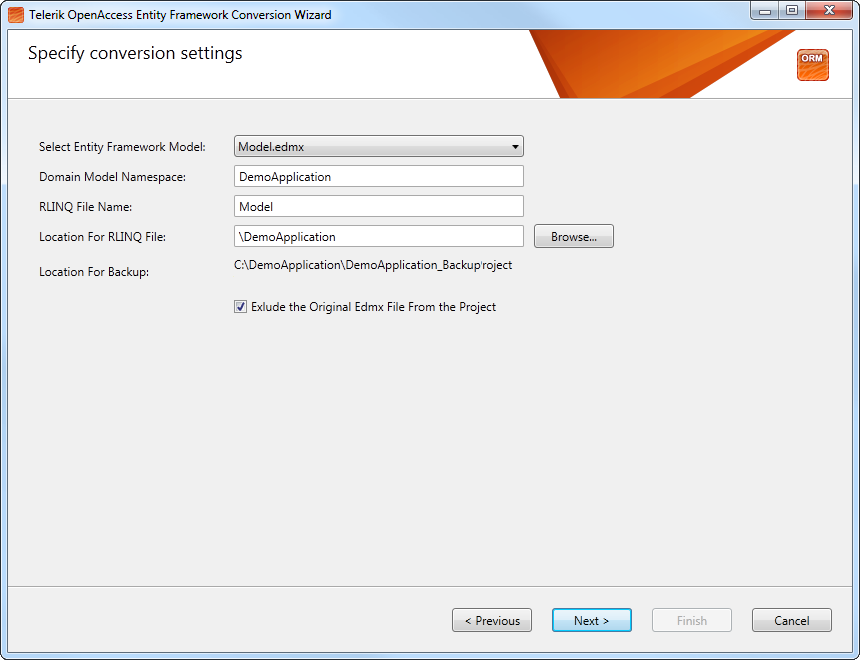 Telerik OpenAccess Entity Framework Conversion Wizard
Specify conversion settings
ORM
Select Entity Framework Model: Model.edmx
Domain Model Namespace: DemoApplication
RLINQ File Name: Model
Location For RLINQ File: \DemoApplication Browse...
Location For Backup: C:\DemoApplication\DemoApplication_Backup roject
Exlude the Original Edmx File From the Project
< Previous Next > Finish Cancel